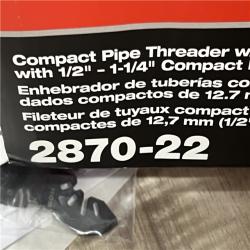 Compact Pipe Threader w
with 1/2" – 1-1/4" Compact
Enhebrador de tuberías co
dados compactos de 12.7 m
Fileteur de tuyaux compact
compactes de 12,7 mm (1/2
2870-22